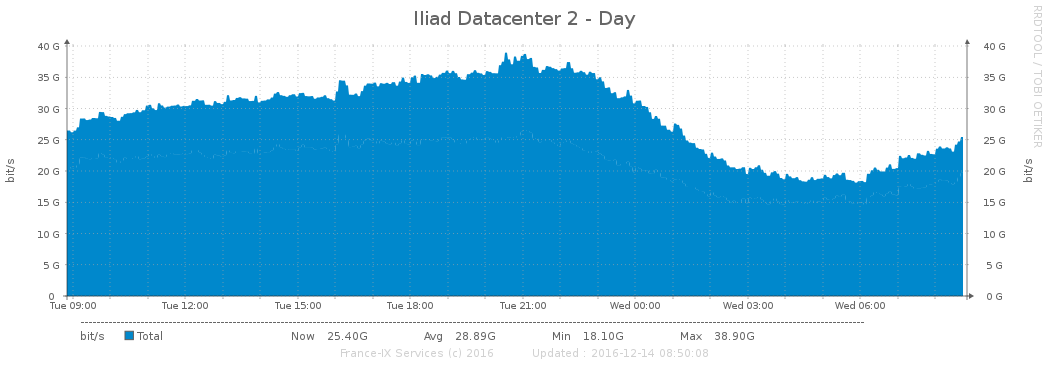 Iliad Datacenter 2 - Day
RRDTOOL / TOBI OETIKER
40 G 40 G
35 G 35 G
30 G 30 G
25 G 25 G
20 G 20 G
15 G 15 G
10 G 10 G
5 G 5 G
0 0 G
bit/s bit/s
Tue 09:00 Tue 12:00 Tue 15:00 Tue 18:00 Tue 21:00 Wed 00:00 Wed 03:00 Wed 06:00
bit/s Total Now 25.40G Avg 28.89G Min 18.10G Max 38.90G
France-IX Services (c) 2016 Updated : 2016-12-14 08:50:08